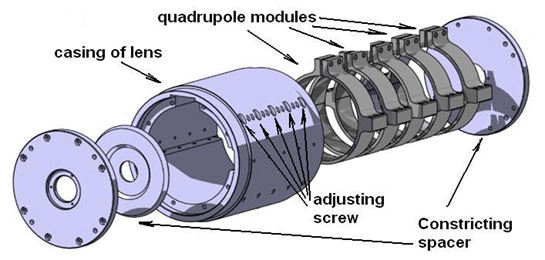 quadrupole modules
casing of lens
adjusting
screw
Constricting
spacer